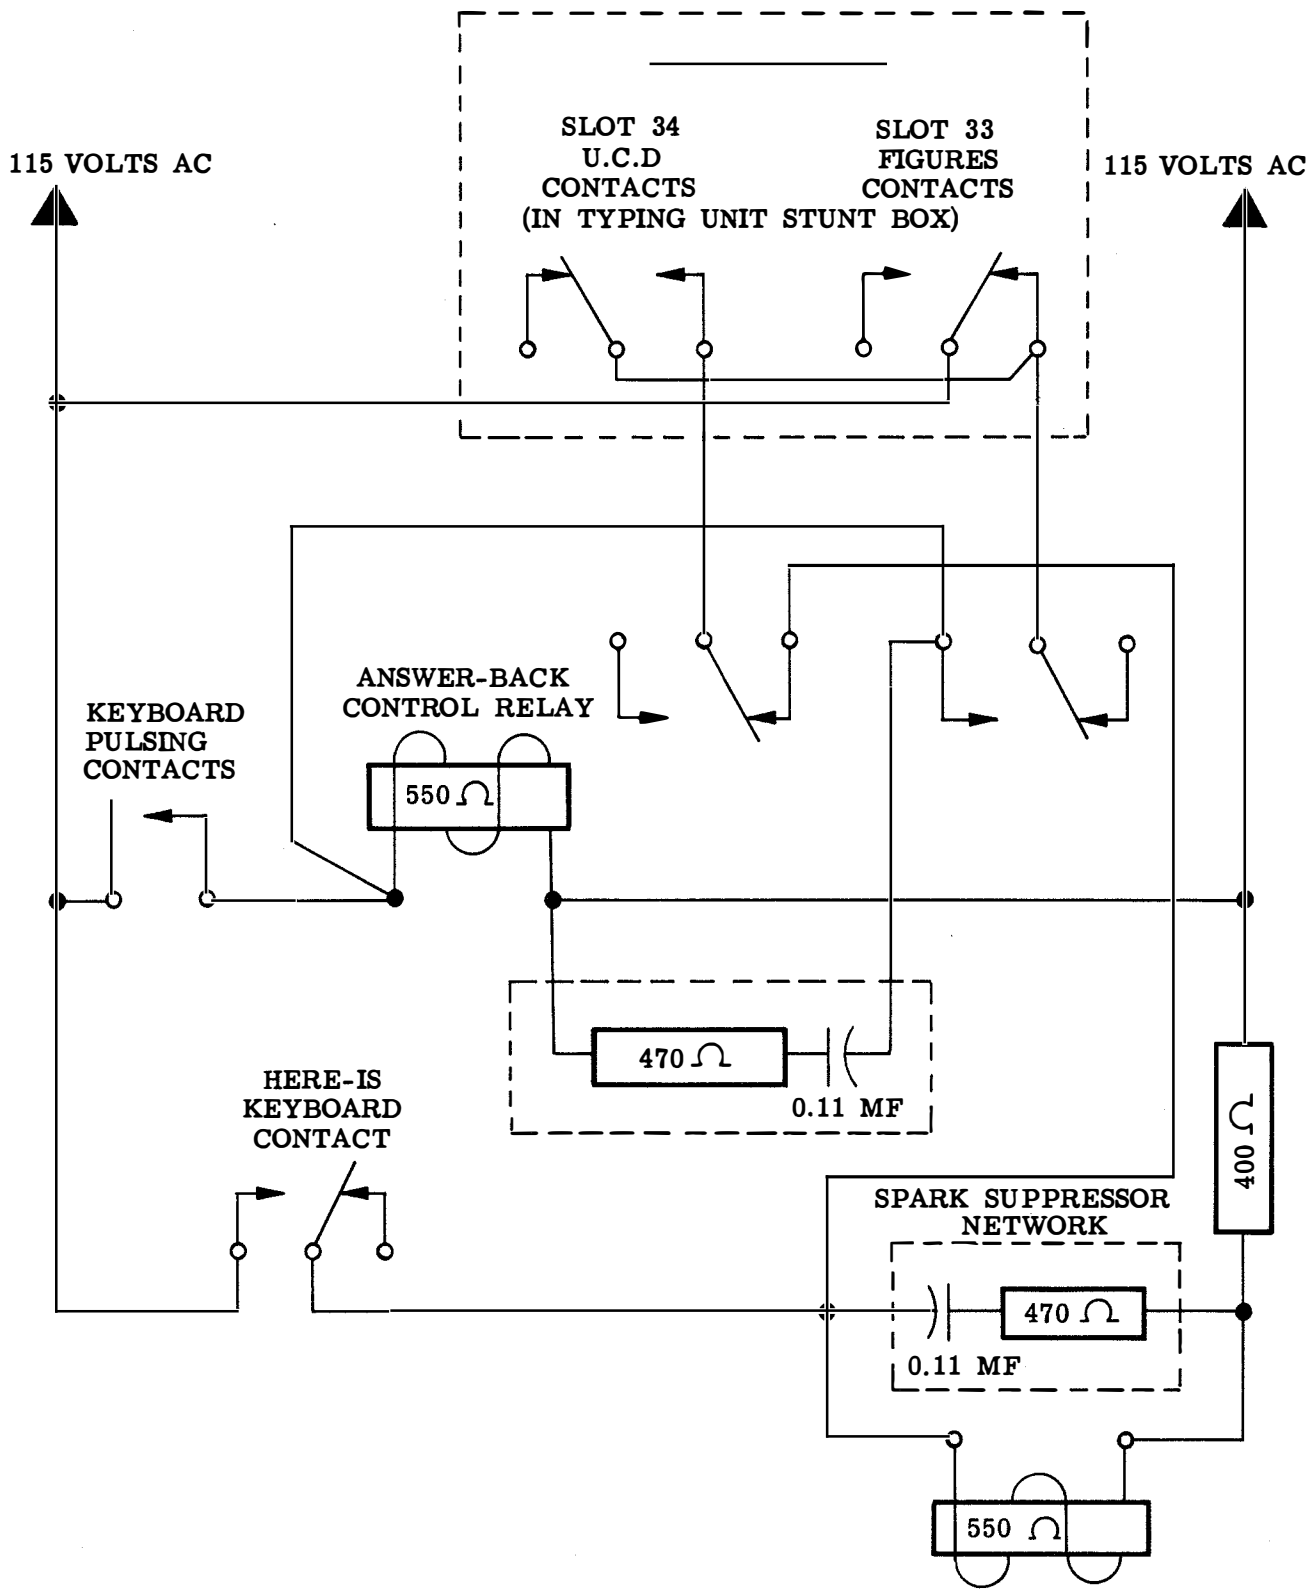 SLOT 34
U.C.D
CONTACTS
SLOT 33
FIGURES
CONTACTS
(IN TYPING UNIT STUNT BOX)
115 VOLTS AC
115 VOLTS AC
ANSWER-BACK
CONTROL RELAY
KEYBOARD
PULSING
CONTACTS
550 Ω
470 Ω
0.11 MF
HERE-IS
KEYBOARD
CONTACT
400 Ω
SPARK SUPPRESSOR
NETWORK
470 Ω
0.11 MF
550 Ω